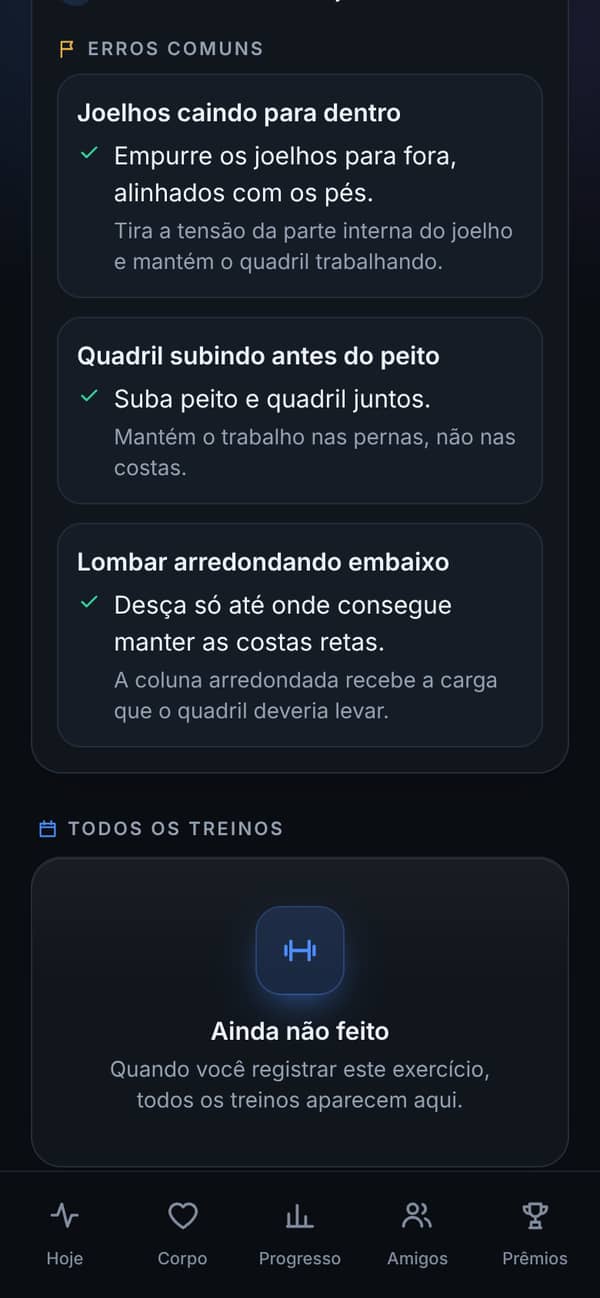 ERROS COMUNS
Joelhos caindo para dentro
Empurre os joelhos para fora,
alinhados com os pés.
Tira a tensão da parte interna do joelho
e mantém o quadril trabalhando.
Quadril subindo antes do peito
Suba peito e quadril juntos.
Mantém o trabalho nas pernas, não nas
costas.
Lombar arredondando embaixo
Desça só até onde consegue
manter as costas retas.
A coluna arredondada recebe a carga
que o quadril deveria levar.
TODOS OS TREINOS
Ainda não feito
Quando você registrar este exercício,
todos os treinos aparecem aqui.
Hoje
Corpo
Progresso
Amigos
Prêmios